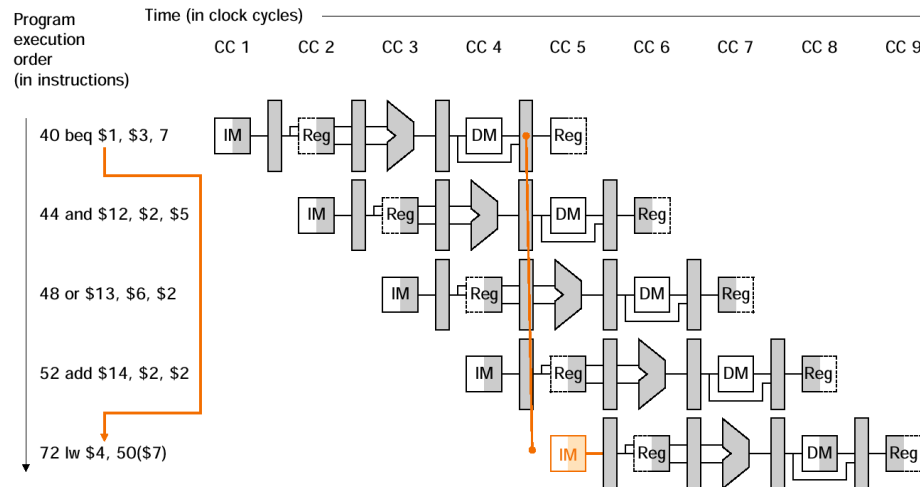 Time (in clock cycles)
Program
execution
order
(in instructions)
CC 1 CC 2 CC 3 CC 4 CC 5 CC 6 CC 7 CC 8 CC 9
40 beq $1, $3, 7 IM Reg DM Reg
44 and $12, $2, $5 IM Reg DM Reg
48 or $13, $6, $2 IM Reg DM Reg
52 add $14, $2, $2 IM Reg DM Reg
72 lw $4, 50($7) IM Reg DM Reg